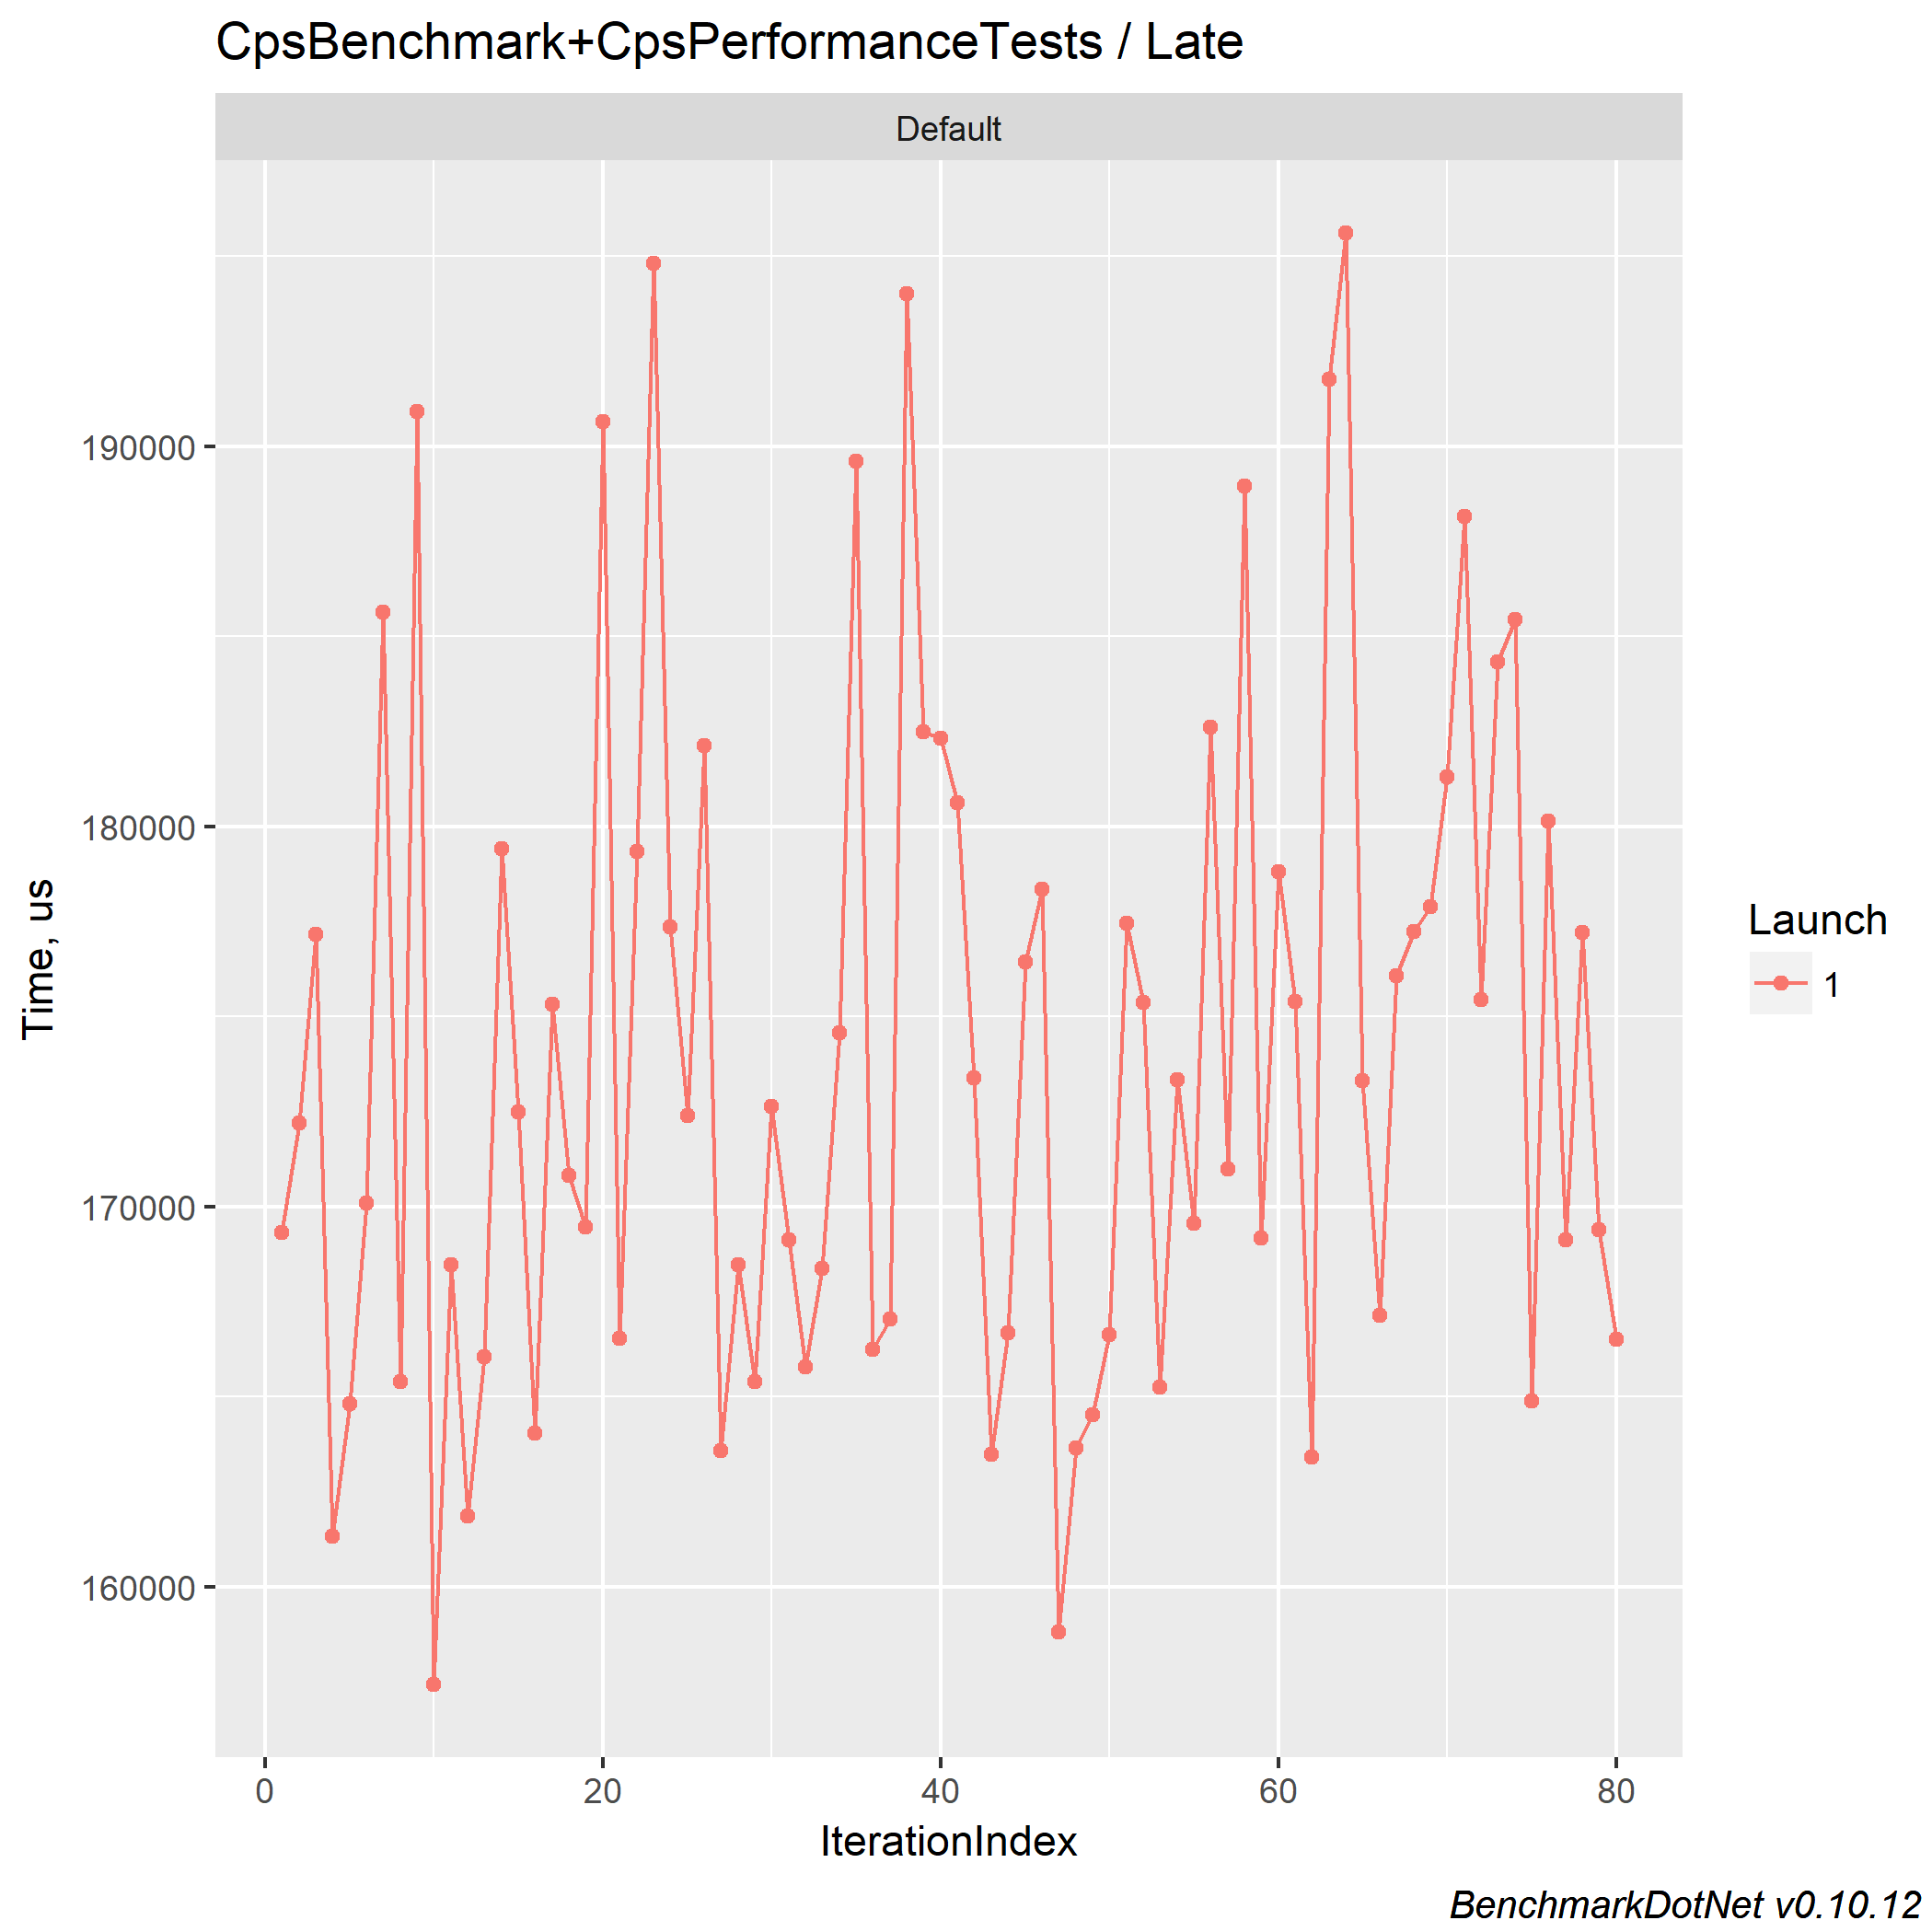 CpsBenchmark+CpsPerformanceTests / Late
Default
190000
180000
170000
160000
Time, us
0 20 40 60 80
IterationIndex
Launch
1
BenchmarkDotNet v0.10.12